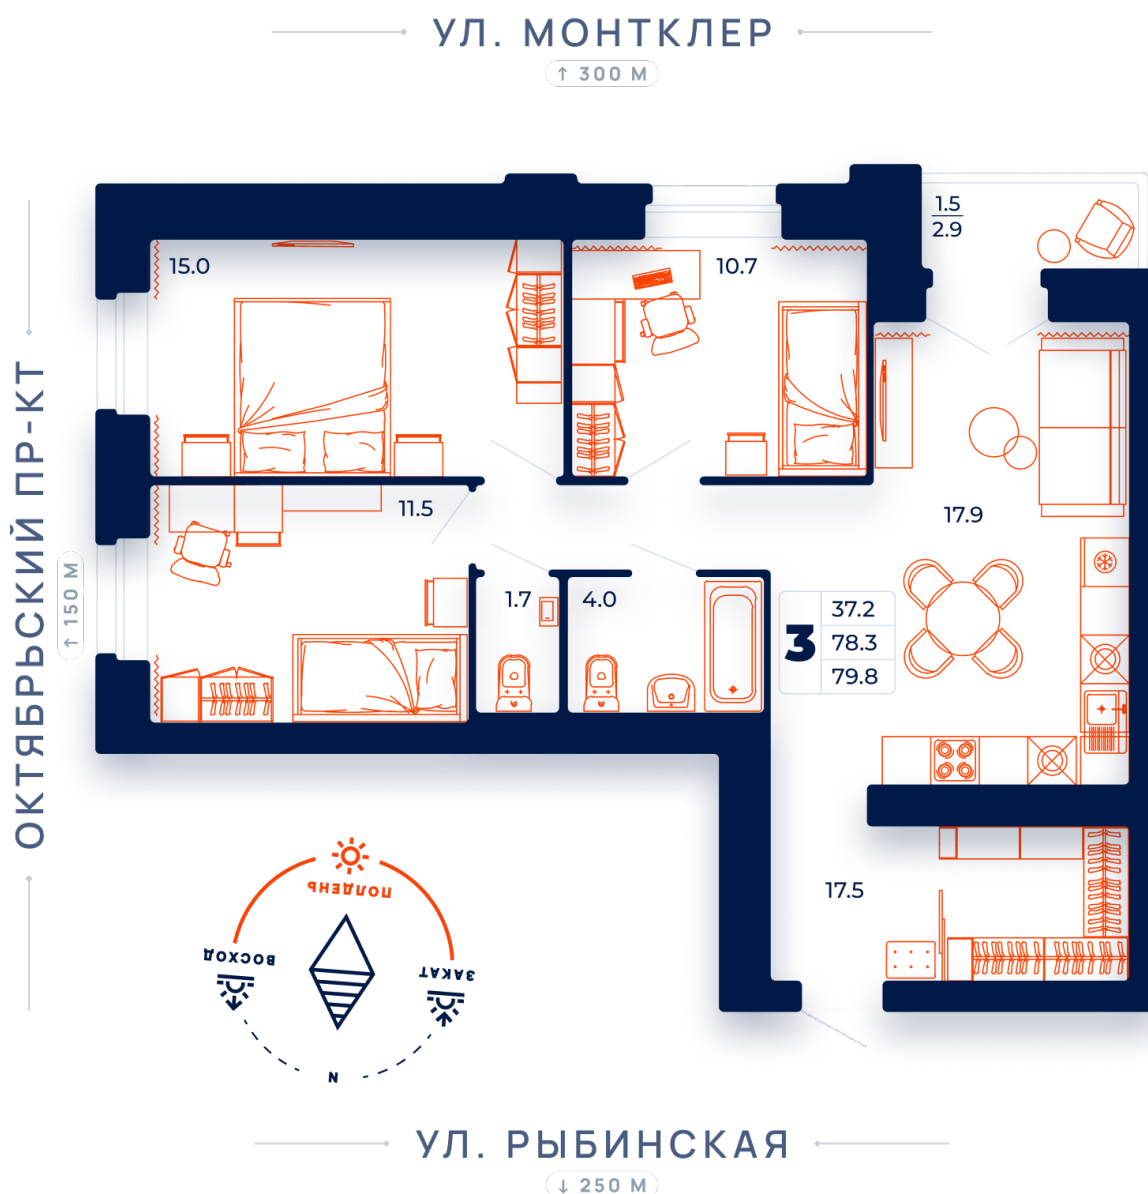 УЛ. МОНТКЛЕР
↑ 300 М
1.5
2.9
15.0
10.7
ОКТЯБРЬСКИЙ ПР-КТ
↑ 150 М
11.5
17.9
1.7
4.0
3
37.2
78.3
79.8
17.5
ПОЛДЕНЬ
ВОСХОД
ЗАКАТ
N
УЛ. РЫБИНСКАЯ
↓ 250 М